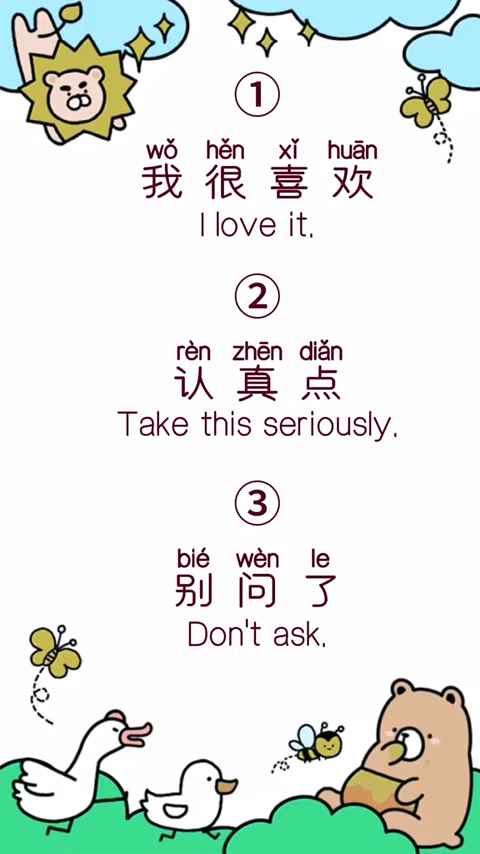 ①
wǒ hěn xǐ huān
我很喜欢
I love it.
②
rèn zhēn diǎn
认真点
Take this seriously.
③
bié wèn le
别问了
Don't ask.